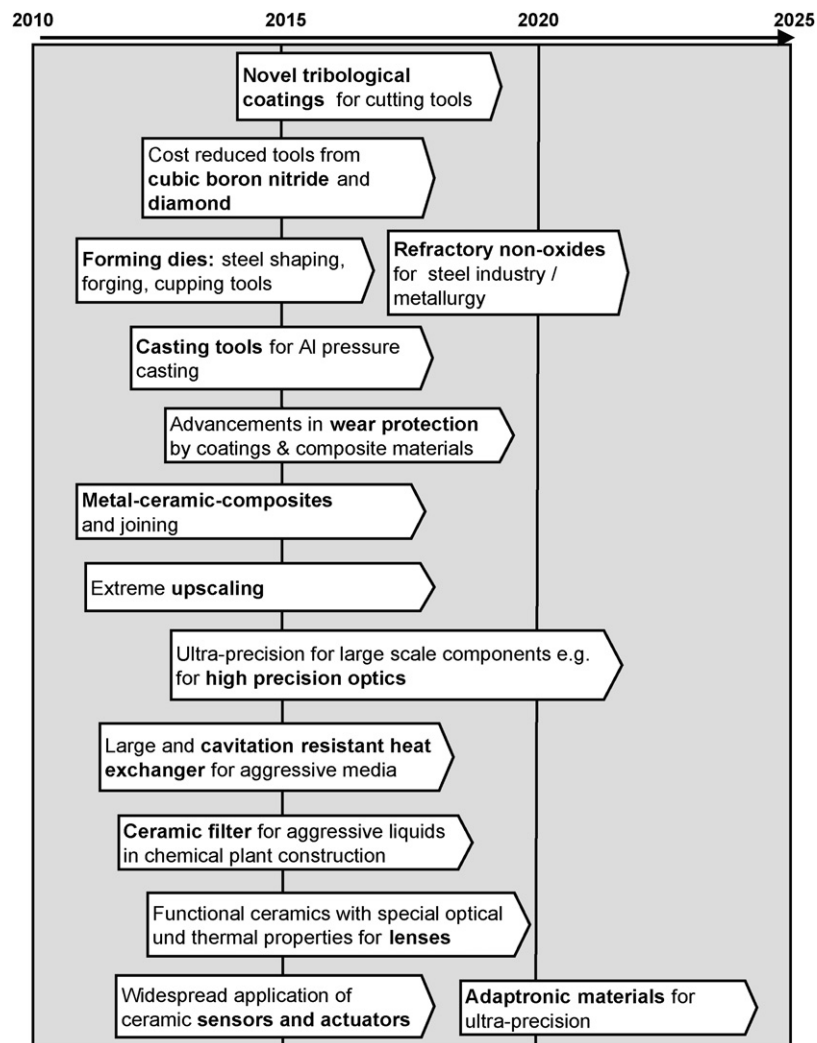 2010 2015 2020 2025
Novel tribological
coatings for cutting tools
Cost reduced tools from
cubic boron nitride and
diamond
Forming dies: steel shaping,
forging, cupping tools
Refractory non-oxides
for steel industry /
metallurgy
Casting tools for Al pressure
casting
Advancements in wear protection
by coatings & composite materials
Metal-ceramic-composites
and joining
Extreme upscaling
Ultra-precision for large scale components e.g.
for high precision optics
Large and cavitation resistant heat
exchanger for aggressive media
Ceramic filter for aggressive liquids
in chemical plant construction
Functional ceramics with special optical
und thermal properties for lenses
Widespread application of
ceramic sensors and actuators
Adaptronic materials for
ultra-precision